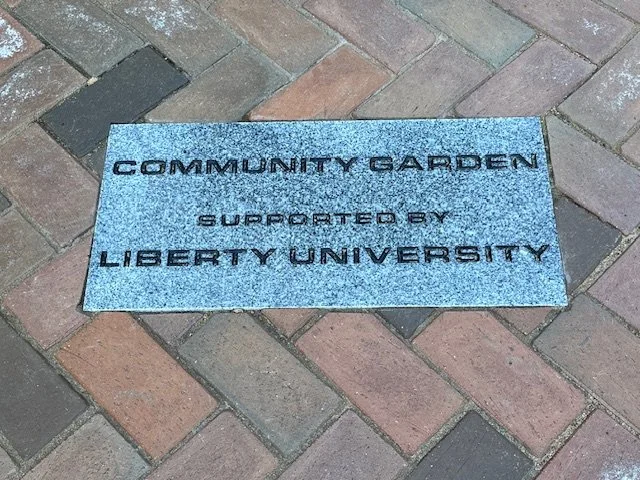 COMMUNITY GARDEN
SUPPORTED BY
LIBERTY UNIVERSITY